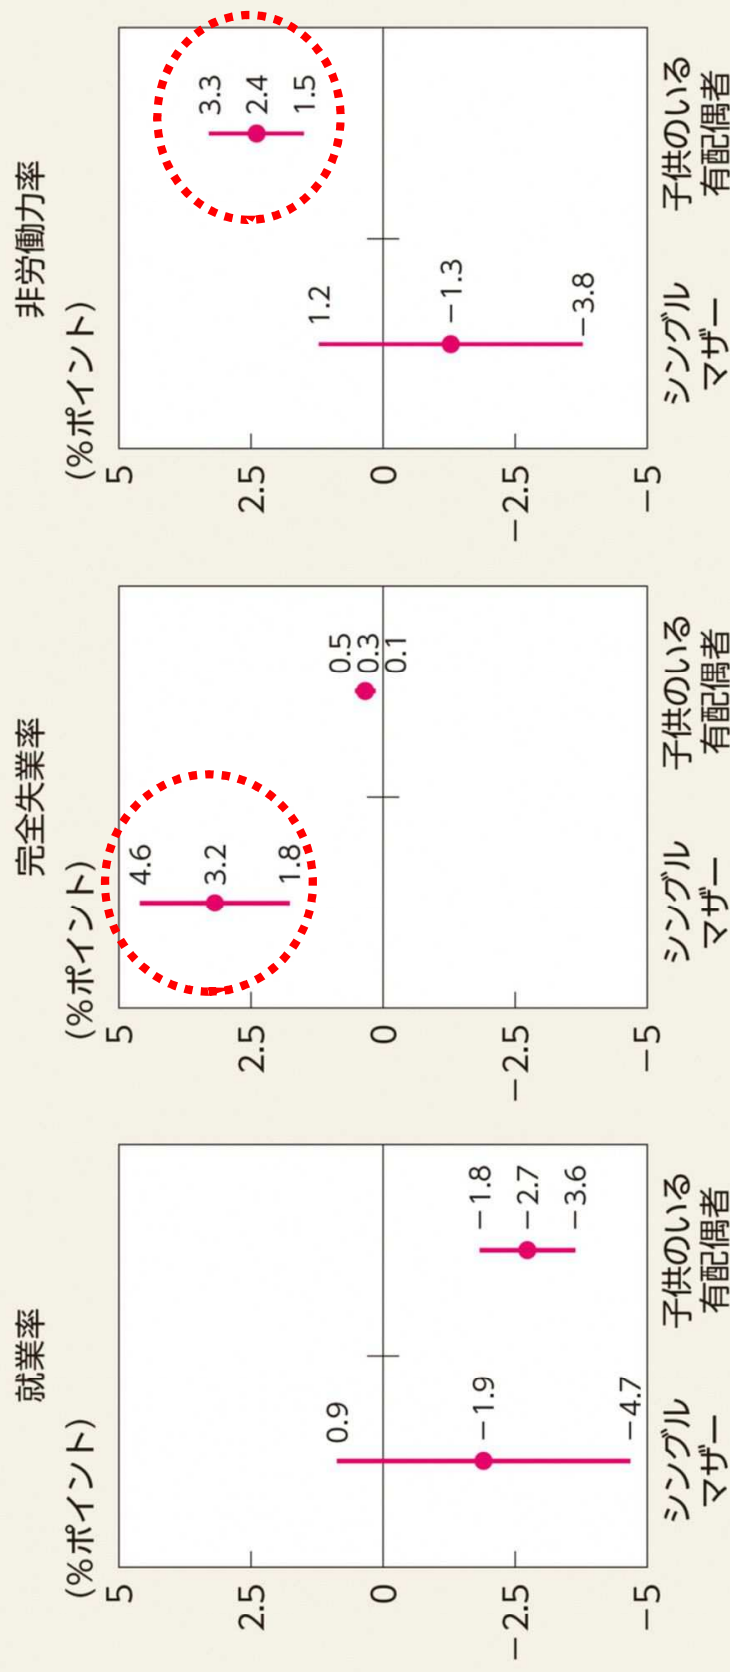 就業率
(%ポイント)
5
2.5
0
−2.5
−5
0.9
−1.9
−4.7
−1.8
−2.7
−3.6
シングル
マザー
子供のいる
有配偶者
完全失業率
(%ポイント)
5
2.5
0
−2.5
−5
4.6
3.2
1.8
0.5
0.3
0.1
シングル
マザー
子供のいる
有配偶者
非労働力率
(%ポイント)
5
2.5
0
−2.5
−5
1.2
−1.3
−3.8
3.3
2.4
1.5
シングル
マザー
子供のいる
有配偶者